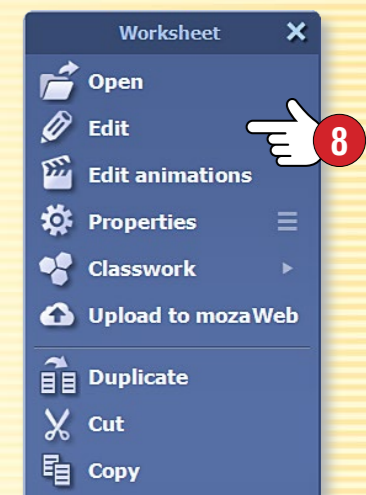 Worksheet
Open
Edit
8
Edit animations
Properties
Classwork
Upload to mozaWeb
Duplicate
Cut
Copy